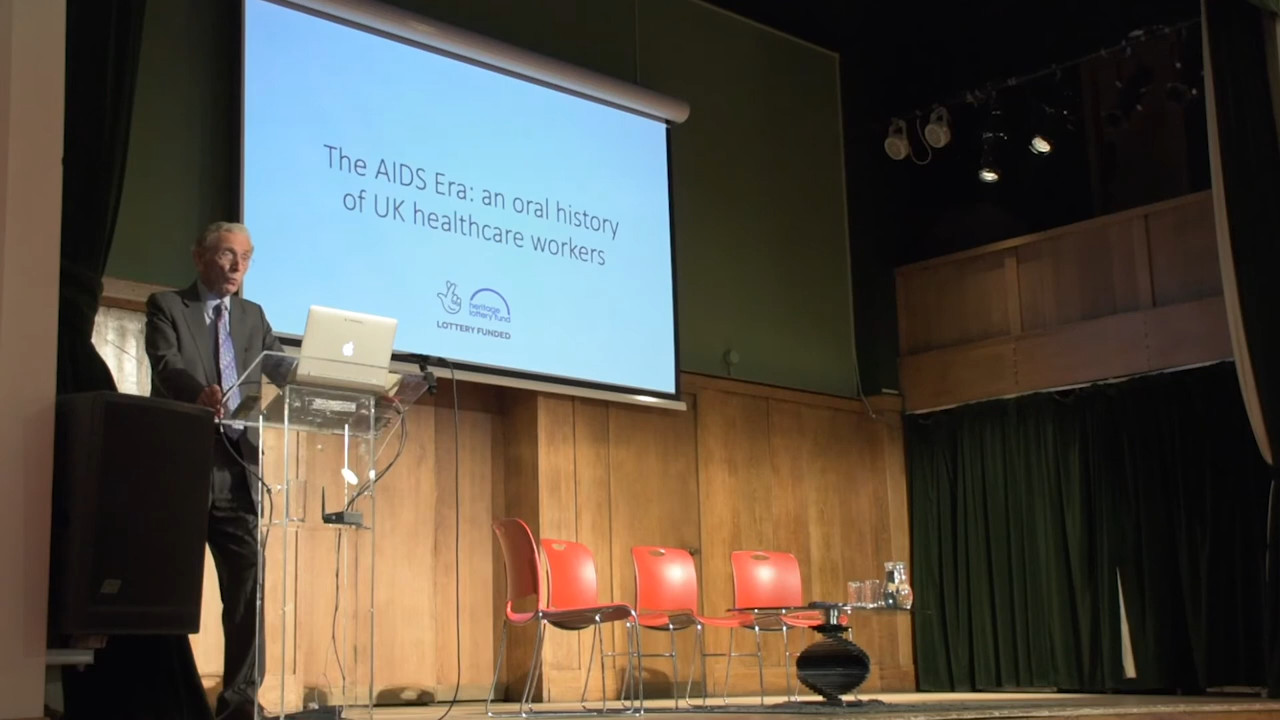 The AIDS Era: an oral history
of UK healthcare workers
heritage
lottery fund
LOTTERY FUNDED